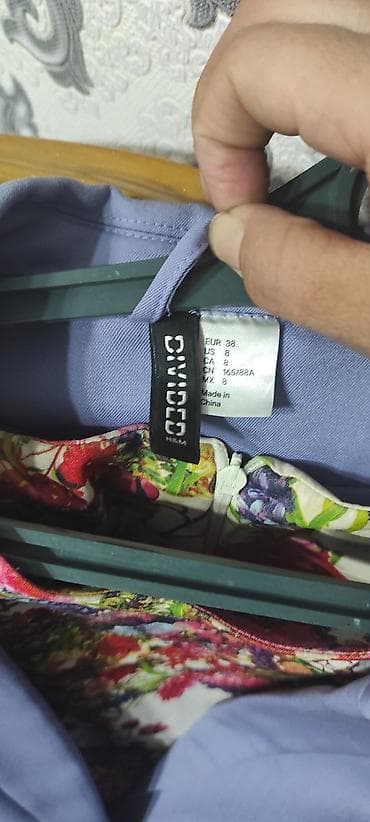 DIVIDED
H&M
EUR 38
US 8
CA 8
CN 165/88A
MX 8
Made in
China